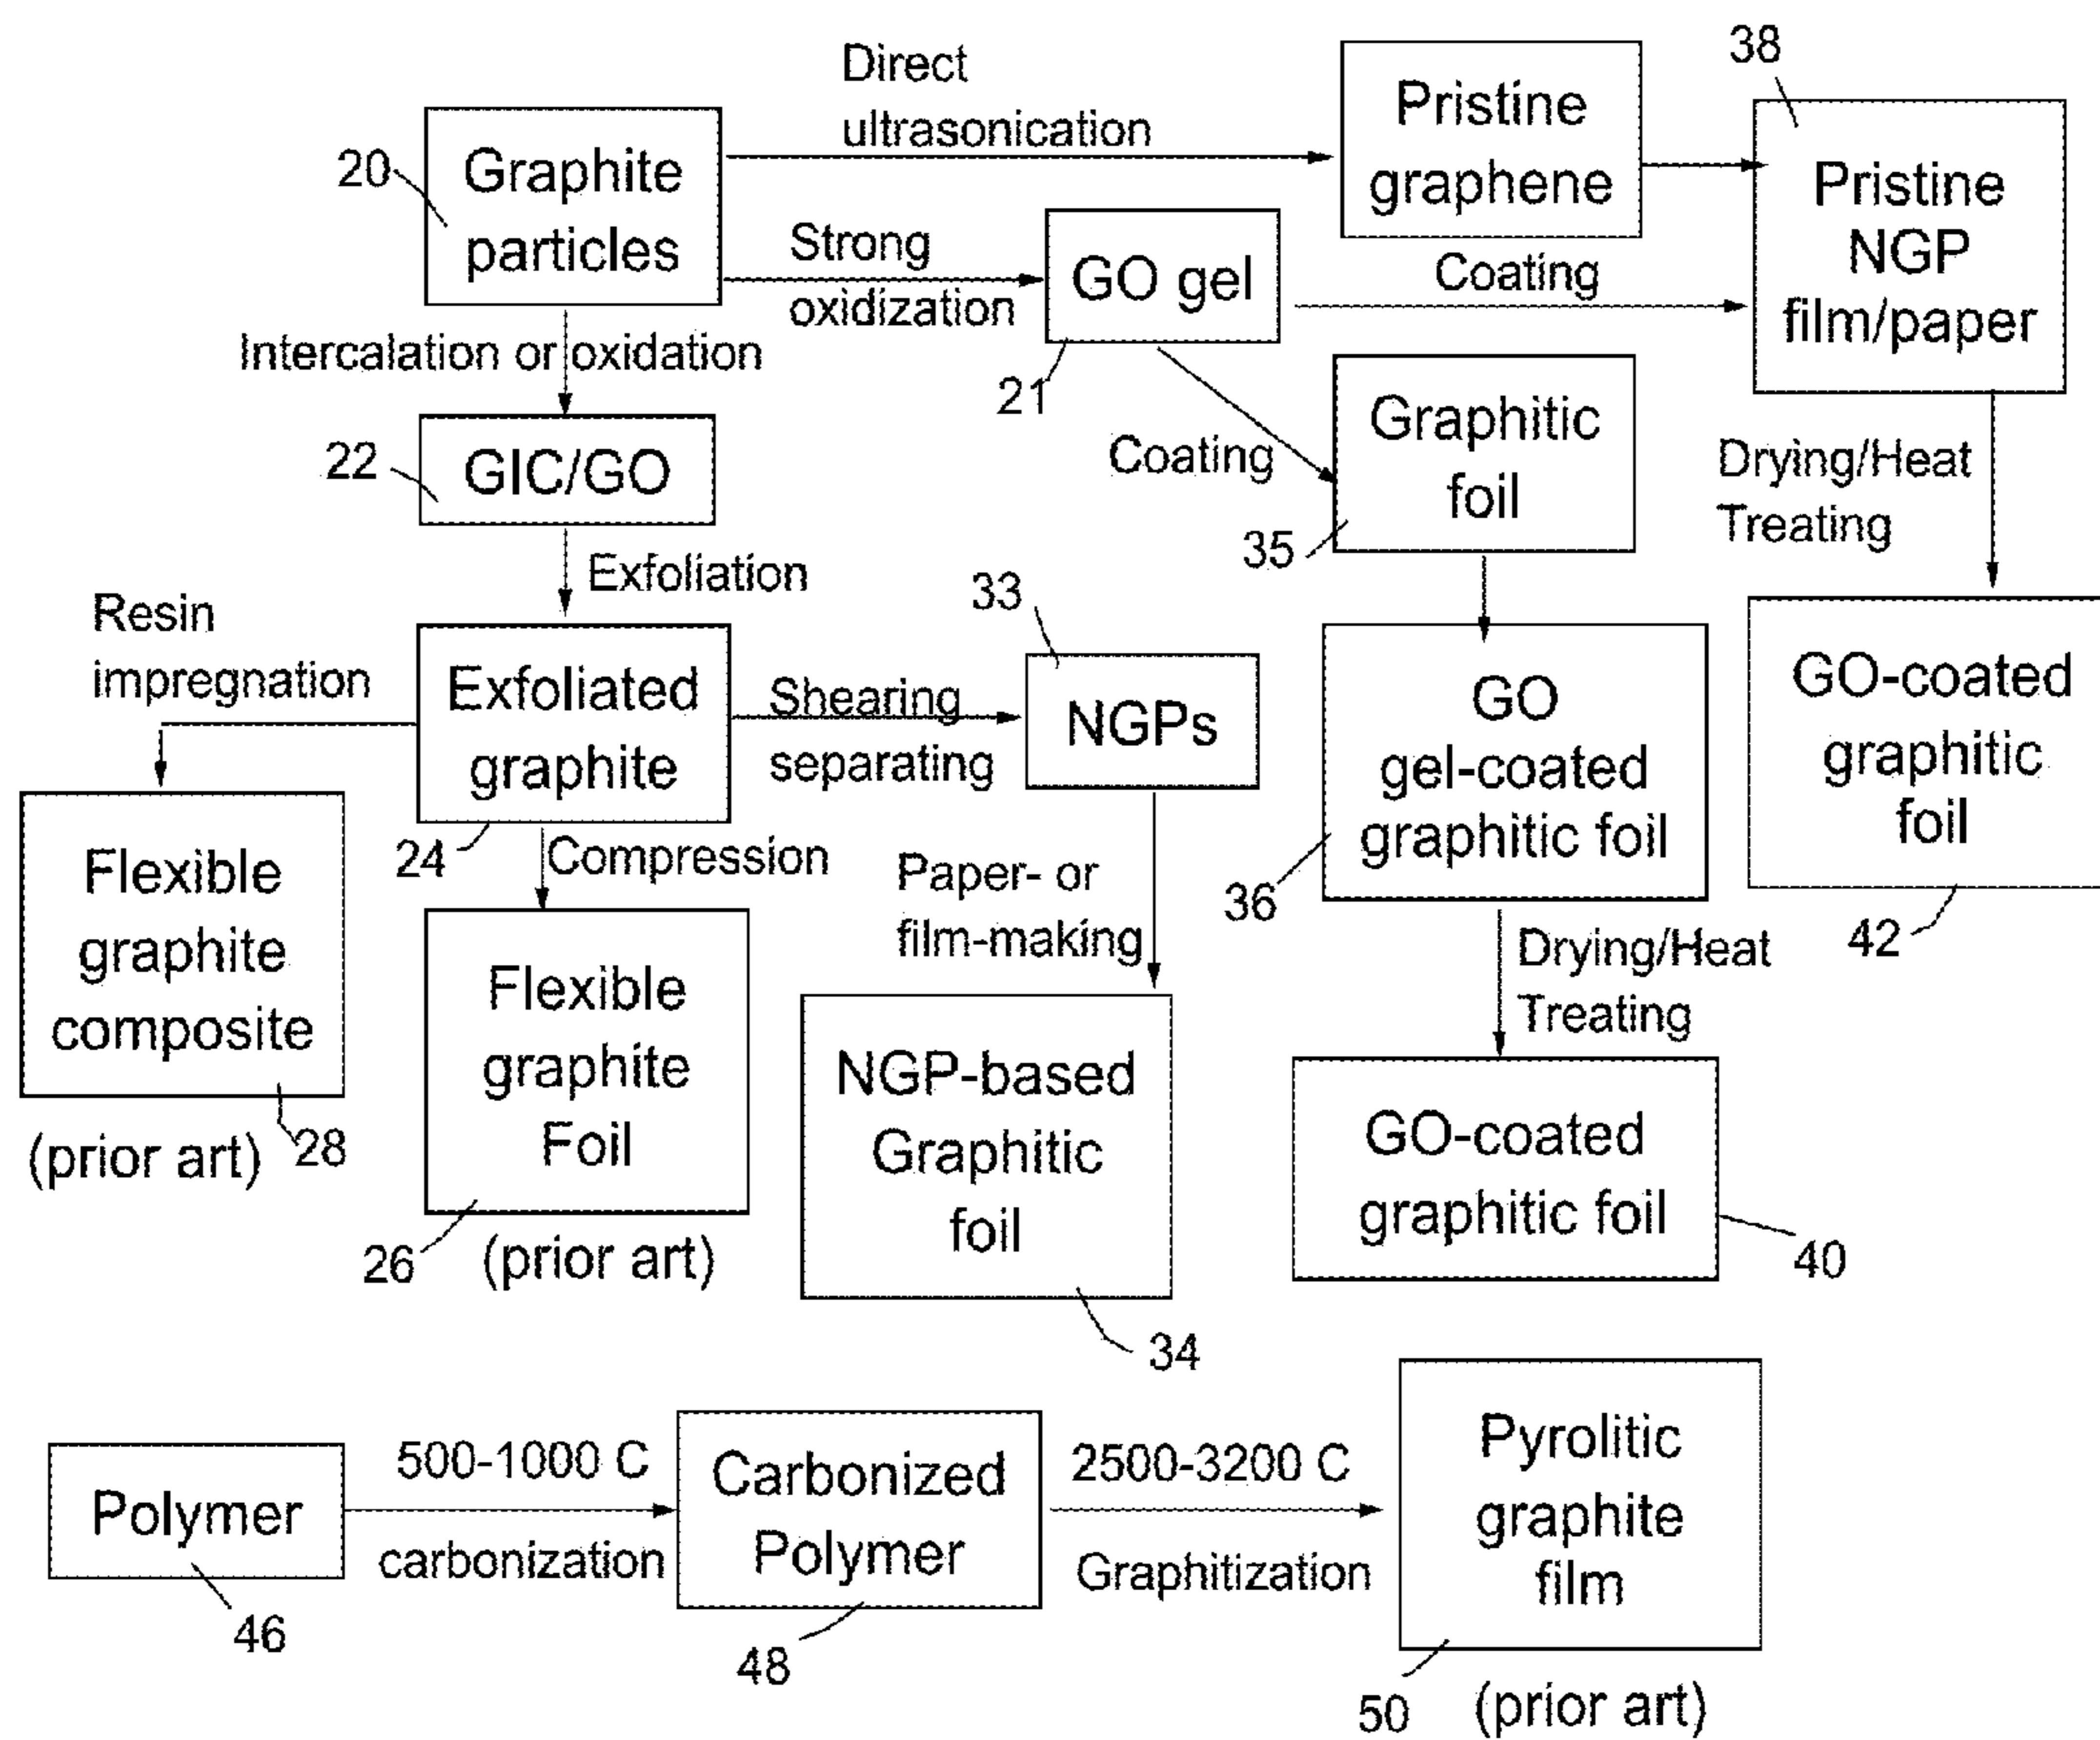 Direct
ultrasonication
Pristine
graphene
38
20
Graphite
particles
Strong
oxidization
GO gel
21
Coating
Pristine
NGP
film/paper
Intercalation or oxidation
22
GIC/GO
Coating
Graphitic
foil
35
Drying/Heat
Treating
Exfoliation
Resin
impregnation
Exfoliated
graphite
24
Shearing
separating
33
NGPs
GO
gel-coated
graphitic foil
36
GO-coated
graphitic
foil
42
Flexible
graphite
composite
(prior art)
28
Compression
Flexible
graphite
Foil
26
(prior art)
Paper- or
film-making
NGP-based
Graphitic
foil
34
Drying/Heat
Treating
GO-coated
graphitic foil
40
Polymer
46
500-1000 C
carbonization
Carbonized
Polymer
48
2500-3200 C
Graphitization
Pyrolitic
graphite
film
50
(prior art)